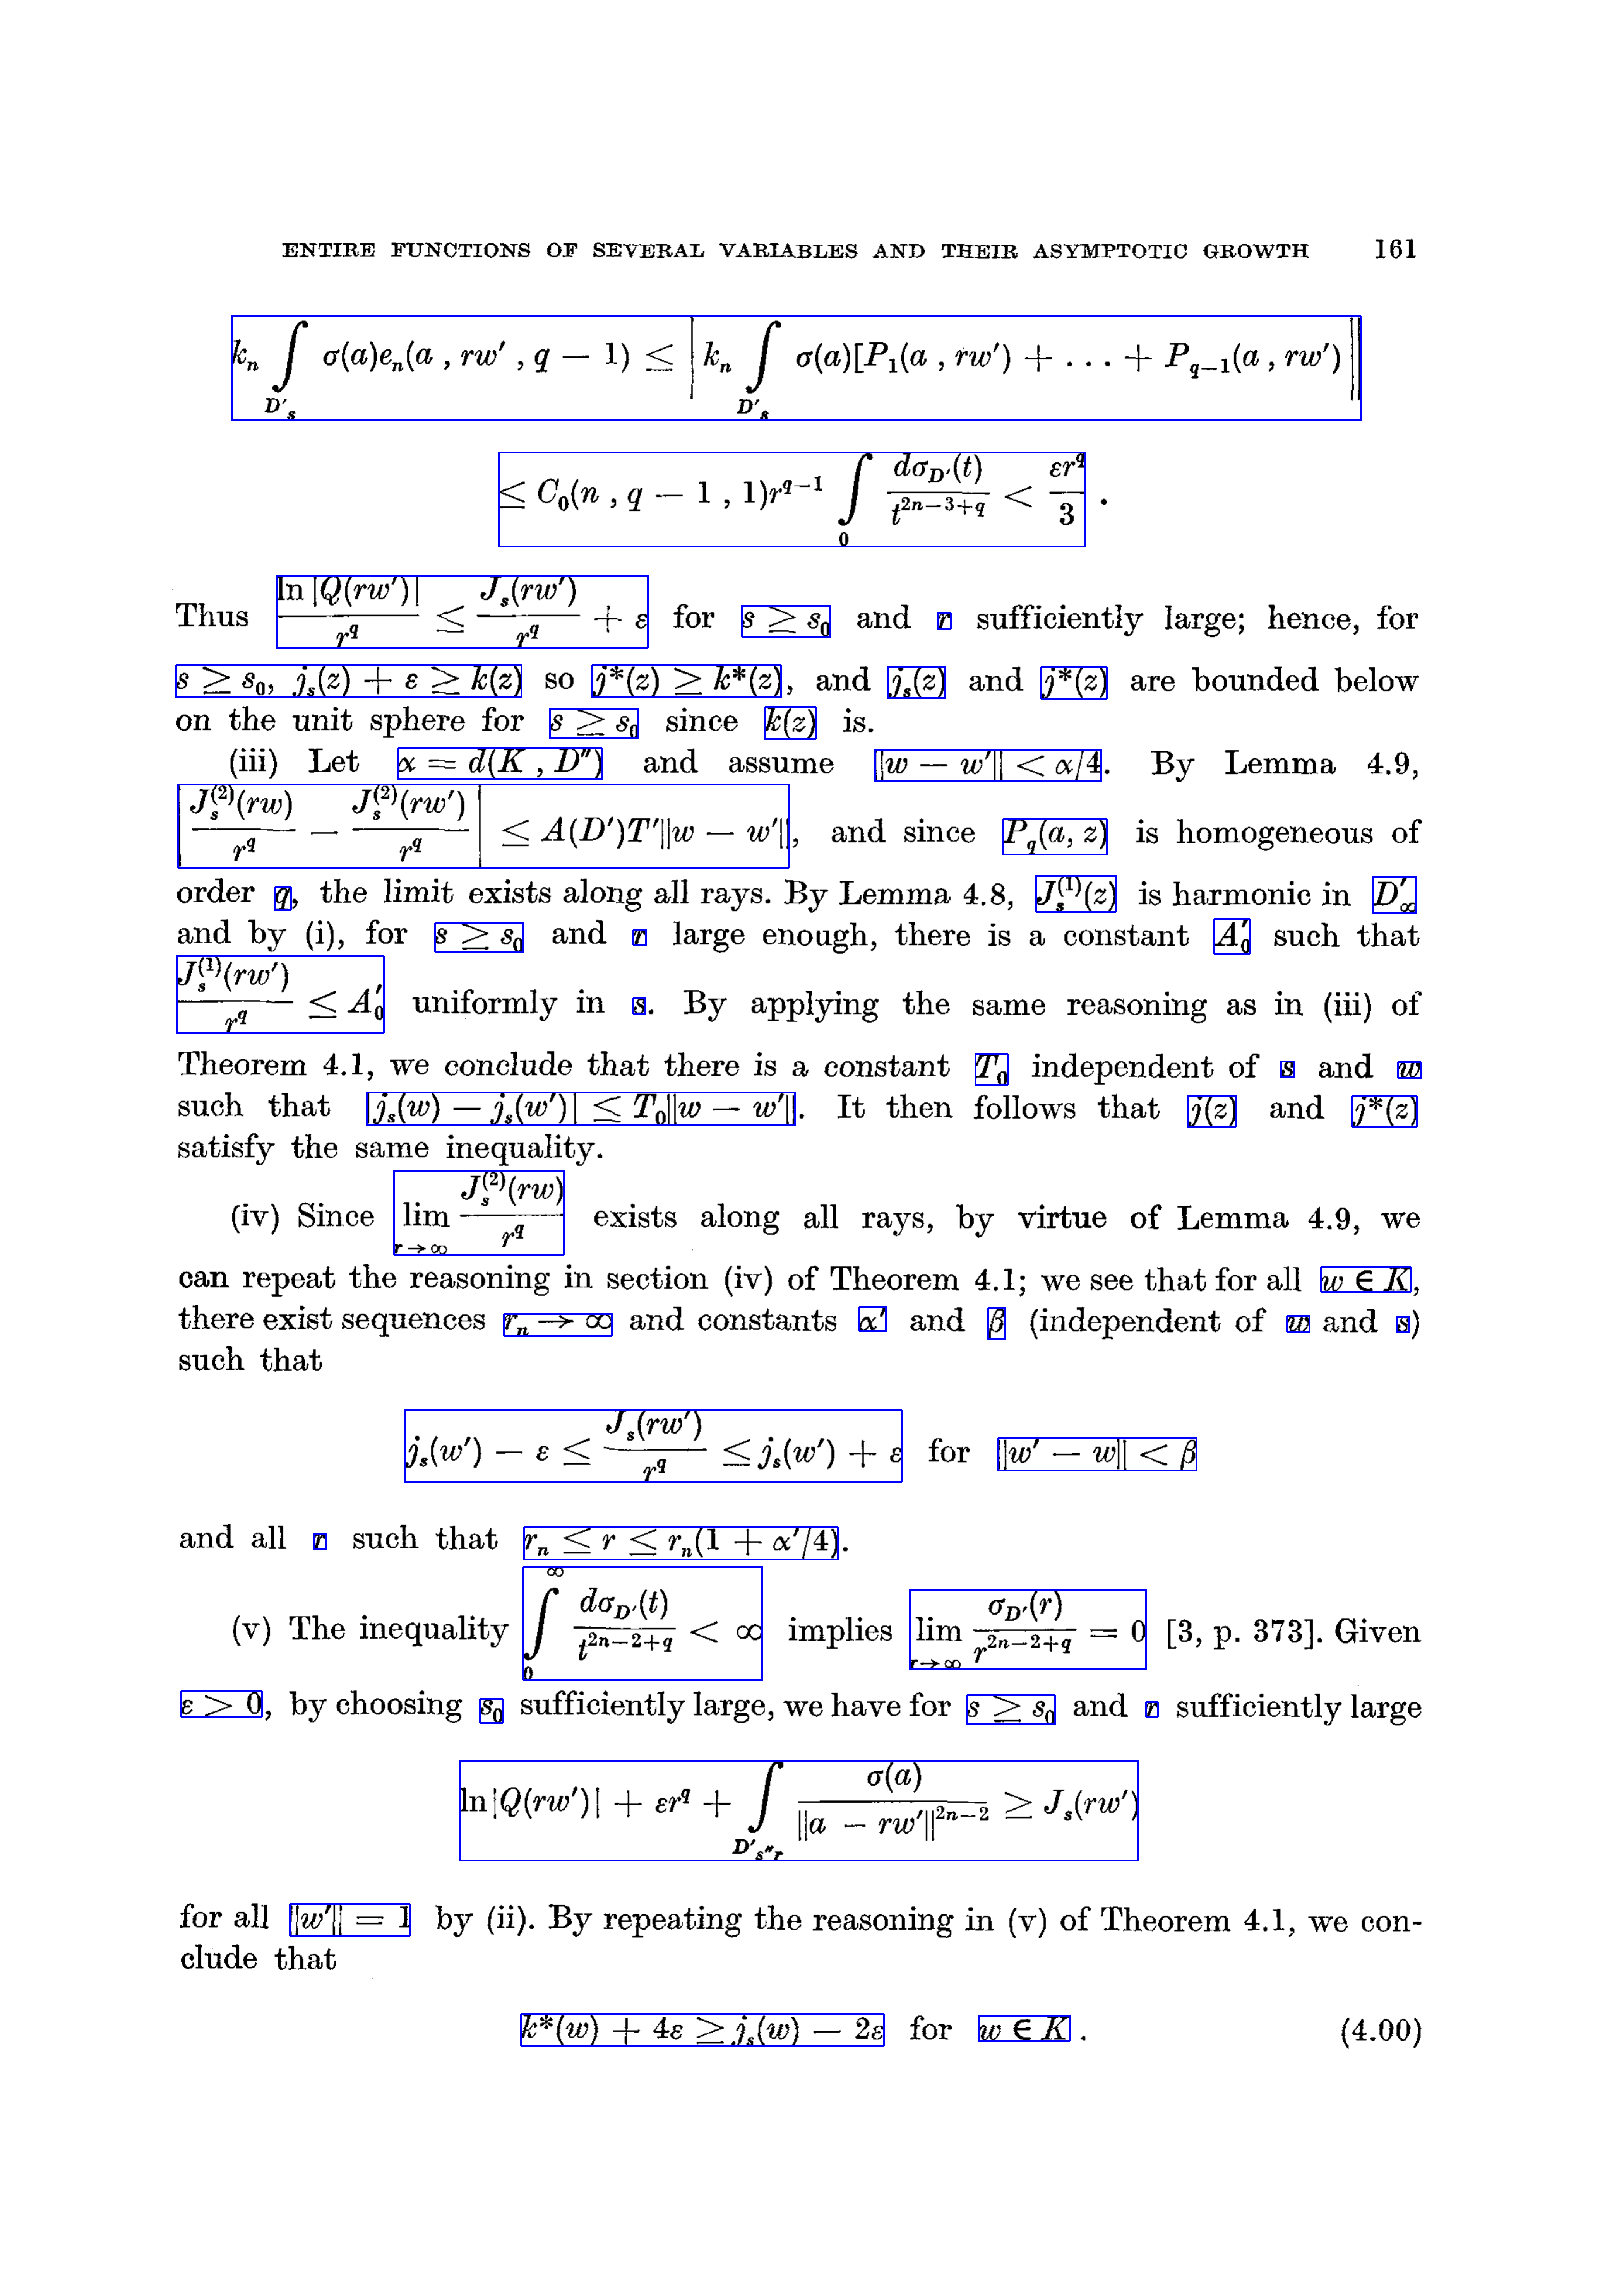 ENTIRE FUNCTIONS OF SEVERAL VARIABLES AND THEIR ASYMPTOTIC GROWTH 161
$k_n \int_{D'_s} \sigma(a)e_n(a , rw' , q - 1) \leq \left| k_n \int_{D'_s} \sigma(a)[P_1(a , rw') + \ldots + P_{q-1}(a , rw') \right\|$
$\leq C_0(n , q - 1 , 1)r^{q-1} \int_0 \frac{d\sigma_{D'}(t)}{t^{2n-3+q}} < \frac{\varepsilon r^q}{3}$ .
Thus $\frac{\ln |Q(rw')|}{r^q} \leq \frac{J_s(rw')}{r^q} + \varepsilon$ for $s \geq s_0$ and $r$ sufficiently large; hence, for
$s \geq s_0$, $j_s(z) + \varepsilon \geq k(z)$ so $j^*(z) \geq k^*(z)$, and $j_s(z)$ and $j^*(z)$ are bounded below
on the unit sphere for $s \geq s_0$ since $k(z)$ is.
(iii) Let $\alpha = d(K , D'')$ and assume $\|w - w'\| < \alpha/4$. By Lemma 4.9,
$\left| \frac{J_s^{(2)}(rw)}{r^q} - \frac{J_s^{(2)}(rw')}{r^q} \right| \leq A(D')T'\|w - w'\|$, and since $P_q(a, z)$ is homogeneous of
order $q$, the limit exists along all rays. By Lemma 4.8, $J_s^{(1)}(z)$ is harmonic in $D'_\infty$
and by (i), for $s \geq s_0$ and $r$ large enough, there is a constant $A'_0$ such that
$\frac{J_s^{(1)}(rw')}{r^q} \leq A'_0$ uniformly in $s$. By applying the same reasoning as in (iii) of
Theorem 4.1, we conclude that there is a constant $T_0$ independent of $s$ and $w$
such that $|j_s(w) - j_s(w')| \leq T_0\|w - w'\|$. It then follows that $j(z)$ and $j^*(z)$
satisfy the same inequality.
(iv) Since $\lim_{r \to \infty} \frac{J_s^{(2)}(rw)}{r^q}$ exists along all rays, by virtue of Lemma 4.9, we
can repeat the reasoning in section (iv) of Theorem 4.1; we see that for all $w \in K$,
there exist sequences $r_n \to \infty$ and constants $\alpha'$ and $\beta$ (independent of $w$ and $s$)
such that
$j_s(w') - \varepsilon \leq \frac{J_s(rw')}{r^q} \leq j_s(w') + \varepsilon$ for $\|w' - w\| < \beta$
and all $r$ such that $r_n \leq r \leq r_n(1 + \alpha'/4)$.
(v) The inequality $\int_0^\infty \frac{d\sigma_{D'}(t)}{t^{2n-2+q}} < \infty$ implies $\lim_{r \to \infty} \frac{\sigma_{D'}(r)}{r^{2n-2+q}} = 0$ [3, p. 373]. Given
$\varepsilon > 0$, by choosing $s_0$ sufficiently large, we have for $s \geq s_0$ and $r$ sufficiently large
$\ln|Q(rw')| + \varepsilon r^q + \int_{D'_{s''r}} \frac{\sigma(a)}{\|a - rw'\|^{2n-2}} \geq J_s(rw')$
for all $\|w'\| = 1$ by (ii). By repeating the reasoning in (v) of Theorem 4.1, we con-
clude that
$k^*(w) + 4\varepsilon \geq j_s(w) - 2\varepsilon$ for $w \in K$ . (4.00)